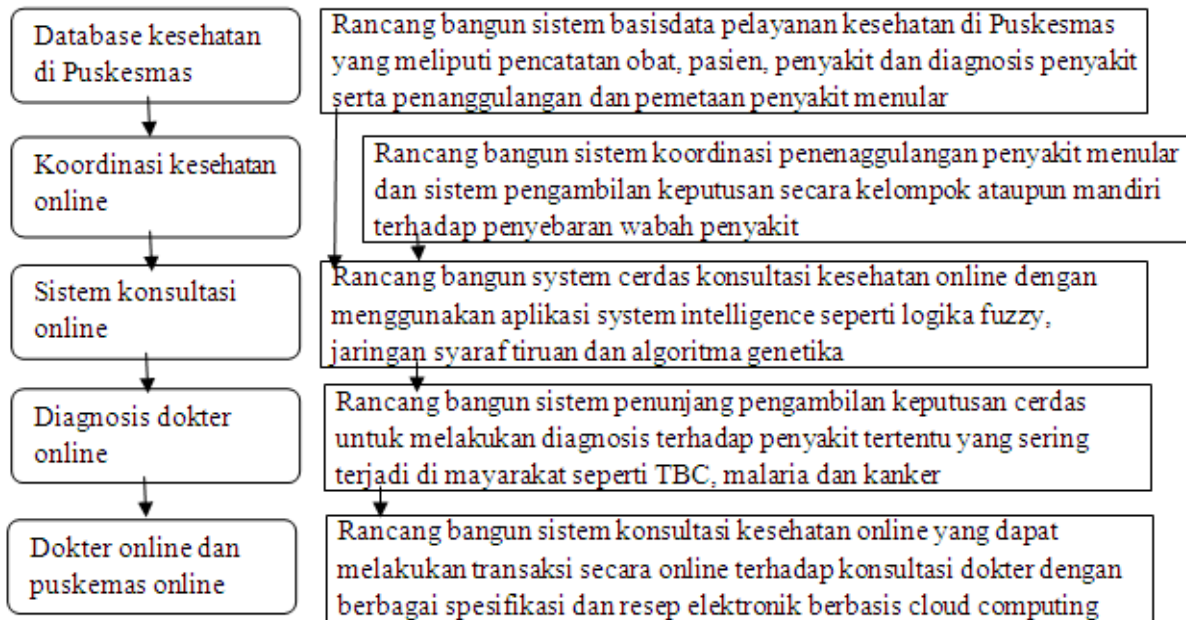 Database kesehatan
di Puskesmas
Rancang bangun sistem basisdata pelayanan kesehatan di Puskesmas
yang meliputi pencatatan obat, pasien, penyakit dan diagnosis penyakit
serta penanggulangan dan pemetaan penyakit menular
Koordinasi kesehatan
online
Rancang bangun sistem koordinasi penenaggulangan penyakit menular
dan sistem pengambilan keputusan secara kelompok ataupun mandiri
terhadap penyebaran wabah penyakit
Sistem konsultasi
online
Rancang bangun system cerdas konsultasi kesehatan online dengan
menggunakan aplikasi system intelligence seperti logika fuzzy,
jaringan syaraf tiruan dan algoritma genetika
Diagnosis dokter
online
Rancang bangun sistem penunjang pengambilan keputusan cerdas
untuk melakukan diagnosis terhadap penyakit tertentu yang sering
terjadi di mayarakat seperti TBC, malaria dan kanker
Dokter online dan
puskemas online
Rancang bangun sistem konsultasi kesehatan online yang dapat
melakukan transaksi secara online terhadap konsultasi dokter dengan
berbagai spesifikasi dan resep elektronik berbasis cloud computing